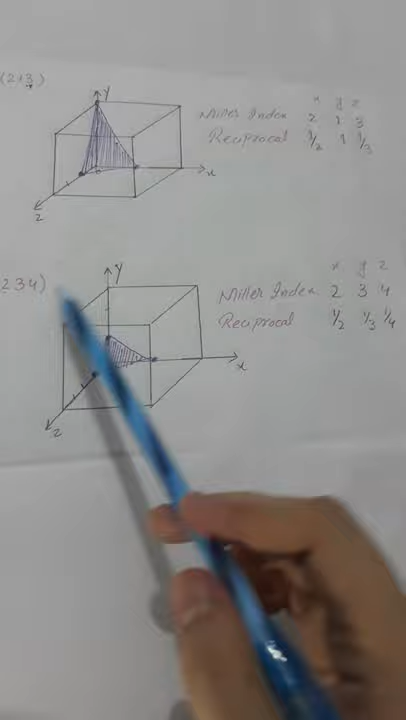 (213)
y
x
z
x y z
Miller Index 2 1 3
Reciprocal 1/2 1 1/3
234)
y
x
z
x y z
Miller Index 2 3 4
Reciprocal 1/2 1/3 1/4